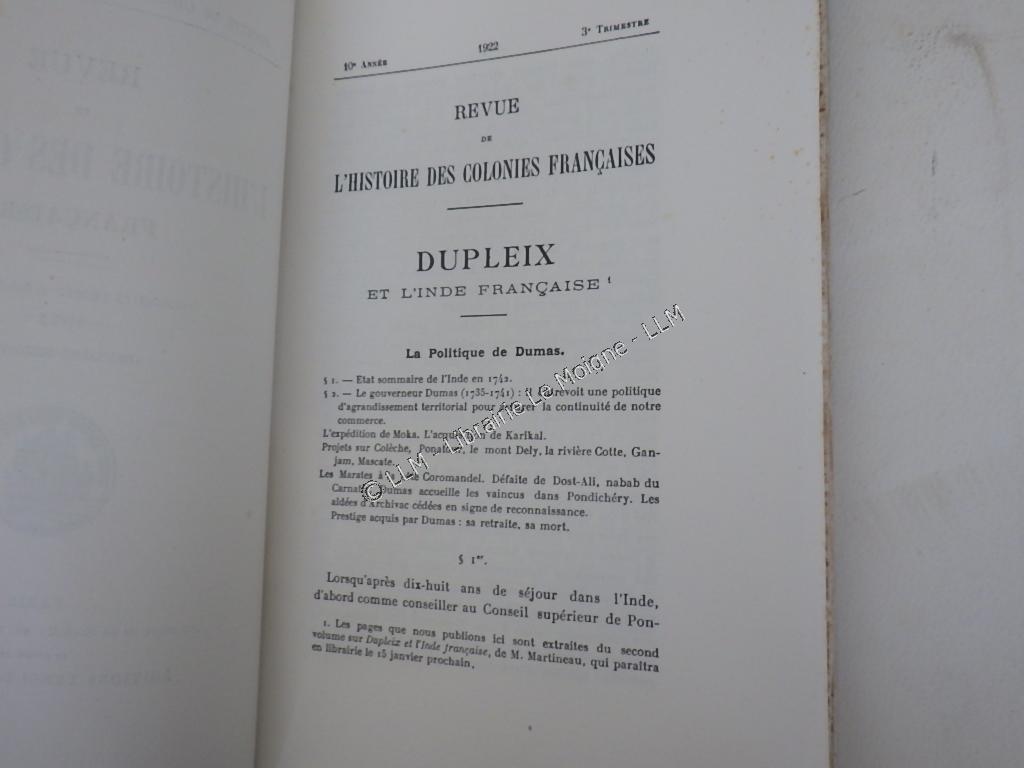 10e ANNÉE 1922 3e TRIMESTRE
REVUE
DE
L'HISTOIRE DES COLONIES FRANÇAISES
DUPLEIX
ET L'INDE FRANÇAISE 1
La Politique de Dumas.
§ 1. — Etat sommaire de l'Inde en 1742.
§ 2. — Le gouverneur Dumas (1735-1741) : il entrevoit une politique
d'agrandissement territorial pour assurer la continuité de notre
commerce.
L'expédition de Moka. L'acquisition de Karikal.
Projets sur Colèche, le mont Dely, la rivière Cotte, Gan-
jam, Mascate.
Les Marates à la Coromandel. Défaite de Dost-Ali, nabab du
Carnatic. Dumas accueille les vaincus dans Pondichéry. Les
aldées d'Archivac cédées en signe de reconnaissance.
Prestige acquis par Dumas : sa retraite, sa mort.
§ 1er.
Lorsqu'après dix-huit ans de séjour dans l'Inde,
d'abord comme conseiller au Conseil supérieur de Pon-
1. Les pages que nous publions ici sont extraites du second
volume sur Dupleix et l'Inde française, de M. Martineau, qui paraîtra
en librairie le 15 janvier prochain.
© LLM - Librairie Le Moigne - LLM